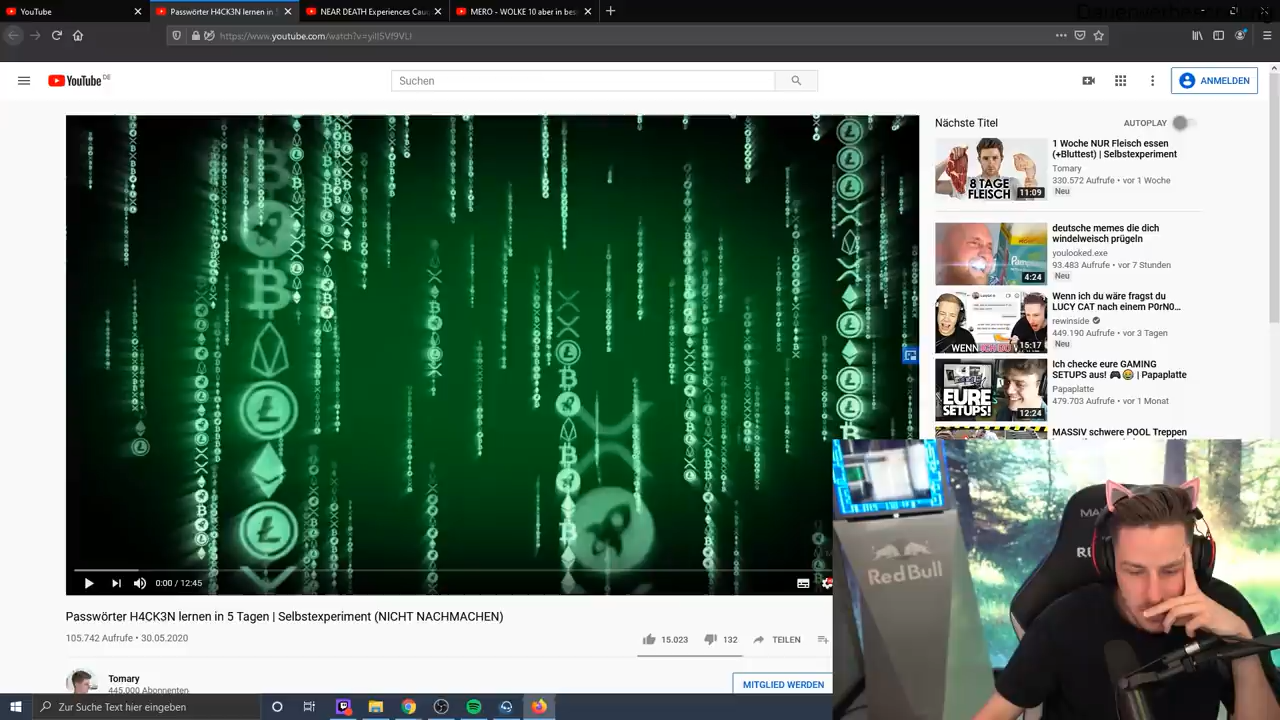 YouTube
Passwörter H4CK3N lernen in 5
NEAR DEATH Experiences Cau
MERO - WOLKE 10 aber in bes
https://www.youtube.com/watch?v=yiISVf9VLI
YouTube DE
Suchen
ANMELDEN
0:00 / 12:45
Passwörter H4CK3N lernen in 5 Tagen | Selbstexperiment (NICHT NACHMACHEN)
105.742 Aufrufe • 30.05.2020
15.023
132
TEILEN
Tomary
445.000 Abonnenten
MITGLIED WERDEN
Nächste Titel
AUTOPLAY
8 TAGE
FLEISCH
11:09
1 Woche NUR Fleisch essen
(+Bluttest) | Selbstexperiment
Tomary
330.572 Aufrufe • vor 1 Woche
Neu
4:24
deutsche memes die dich
windelweisch prügeln
youlooked.exe
93.483 Aufrufe • vor 7 Stunden
Neu
WENN ICH DU
15:17
Wenn ich du wäre fragst du
LUCY CAT nach einem P0rN0...
rewinside
449.190 Aufrufe • vor 3 Tagen
Neu
EURE
SETUPS!
12:24
Ich checke eure GAMING
SETUPS aus! 🎮😂 | Papaplatte
Papaplatte
479.703 Aufrufe • vor 1 Monat
MASSIV schwere POOL Treppen
RedBull
Zur Suche Text hier eingeben